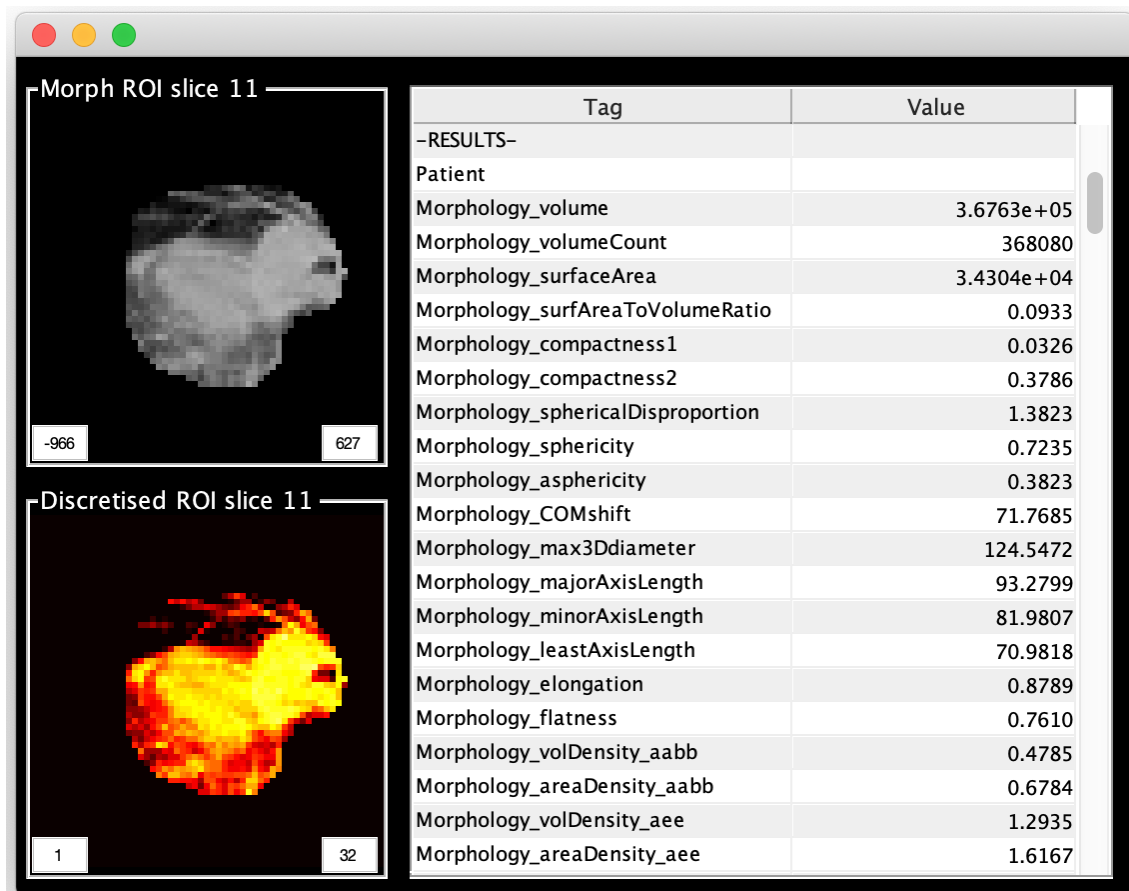 Morph ROI slice 11
-966
627
Discretised ROI slice 11
1
32
Tag Value
-RESULTS-
Patient
Morphology_volume 3.6763e+05
Morphology_volumeCount 368080
Morphology_surfaceArea 3.4304e+04
Morphology_surfAreaToVolumeRatio 0.0933
Morphology_compactness1 0.0326
Morphology_compactness2 0.3786
Morphology_sphericalDisproportion 1.3823
Morphology_sphericity 0.7235
Morphology_asphericity 0.3823
Morphology_COMshift 71.7685
Morphology_max3Ddiameter 124.5472
Morphology_majorAxisLength 93.2799
Morphology_minorAxisLength 81.9807
Morphology_leastAxisLength 70.9818
Morphology_elongation 0.8789
Morphology_flatness 0.7610
Morphology_volDensity_aabb 0.4785
Morphology_areaDensity_aabb 0.6784
Morphology_volDensity_aee 1.2935
Morphology_areaDensity_aee 1.6167